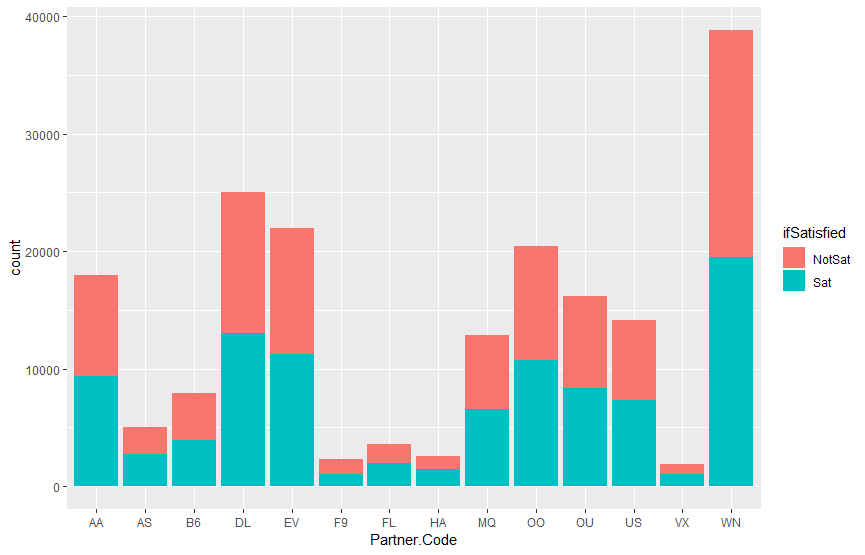 40000
30000
20000
10000
0
count
AA AS B6 DL EV F9 FL HA MQ OO OU US VX WN
Partner.Code
ifSatisfied
NotSat
Sat